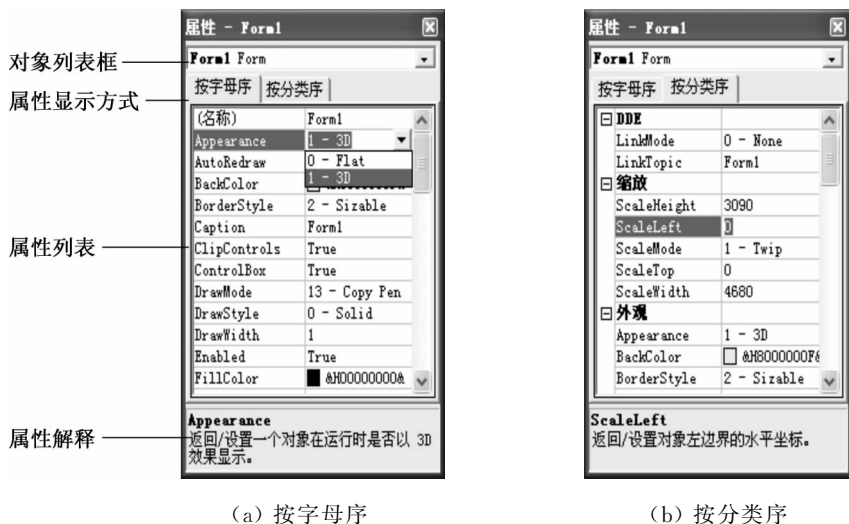 属性 - Form1
Form1 Form
按字母序 按分类序
(名称) Form1
Appearance 1 - 3D
0 - Flat
1 - 3D
AutoRedraw
BackColor
BorderStyle 2 - Sizable
Caption Form1
ClipControls True
ControlBox True
DrawMode 13 - Copy Pen
DrawStyle 0 - Solid
DrawWidth 1
Enabled True
FillColor &H00000000&
Appearance
返回/设置一个对象在运行时是否以 3D
效果显示。
对象列表框
属性显示方式
属性列表
属性解释
(a) 按字母序
属性 - Form1
Form1 Form
按字母序 按分类序
DDE
LinkMode 0 - None
LinkTopic Form1
缩放
ScaleHeight 3090
ScaleLeft 0
ScaleMode 1 - Twip
ScaleTop 0
ScaleWidth 4680
外观
Appearance 1 - 3D
BackColor &H8000000F&
BorderStyle 2 - Sizable
ScaleLeft
返回/设置对象左边界的水平坐标。
(b) 按分类序